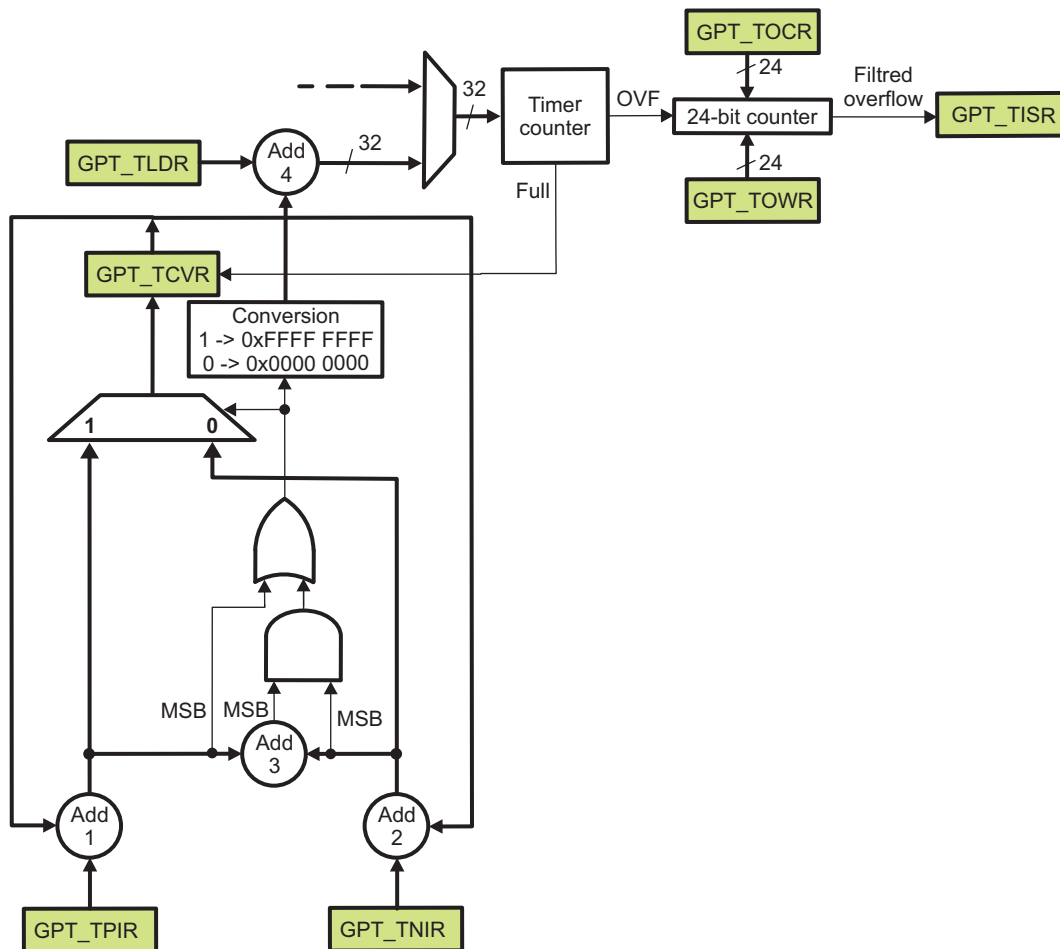 GPT_TOCR
24
32
Timer
counter
OVF
24-bit counter
Filtred
overflow
GPT_TISR
GPT_TLDR
Add
4
32
Full
24
GPT_TOWR
GPT_TCVR
Conversion
1 -> 0xFFFF FFFF
0 -> 0x0000 0000
1
0
MSB
MSB
MSB
Add
3
Add
1
Add
2
GPT_TPIR
GPT_TNIR